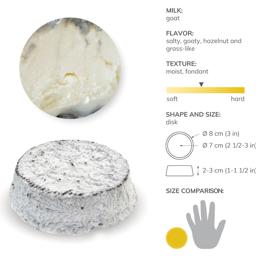 MILK:
goat
FLAVOR:
salty, goaty, hazelnut and
grass-like
TEXTURE:
moist, fondant
soft hard
SHAPE AND SIZE:
disk
Ø 8 cm (3 in)
Ø 7 cm (2 1/2-3 in
2-3 cm (1-1 1/2 in)
SIZE COMPARISON: